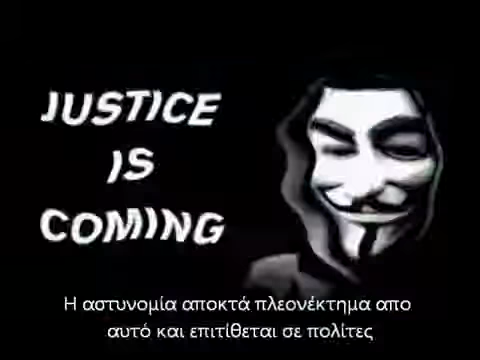 JUSTICE
IS
COMING
Η αστυνομία αποκτά πλεονέκτημα απο
αυτό και επιτίθεται σε πολίτες